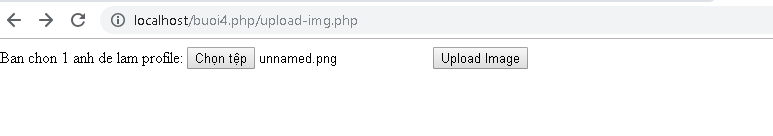 localhost/buoi4.php/upload-img.php
Ban chon 1 anh de lam profile: Chọn tệp unnamed.png Upload Image